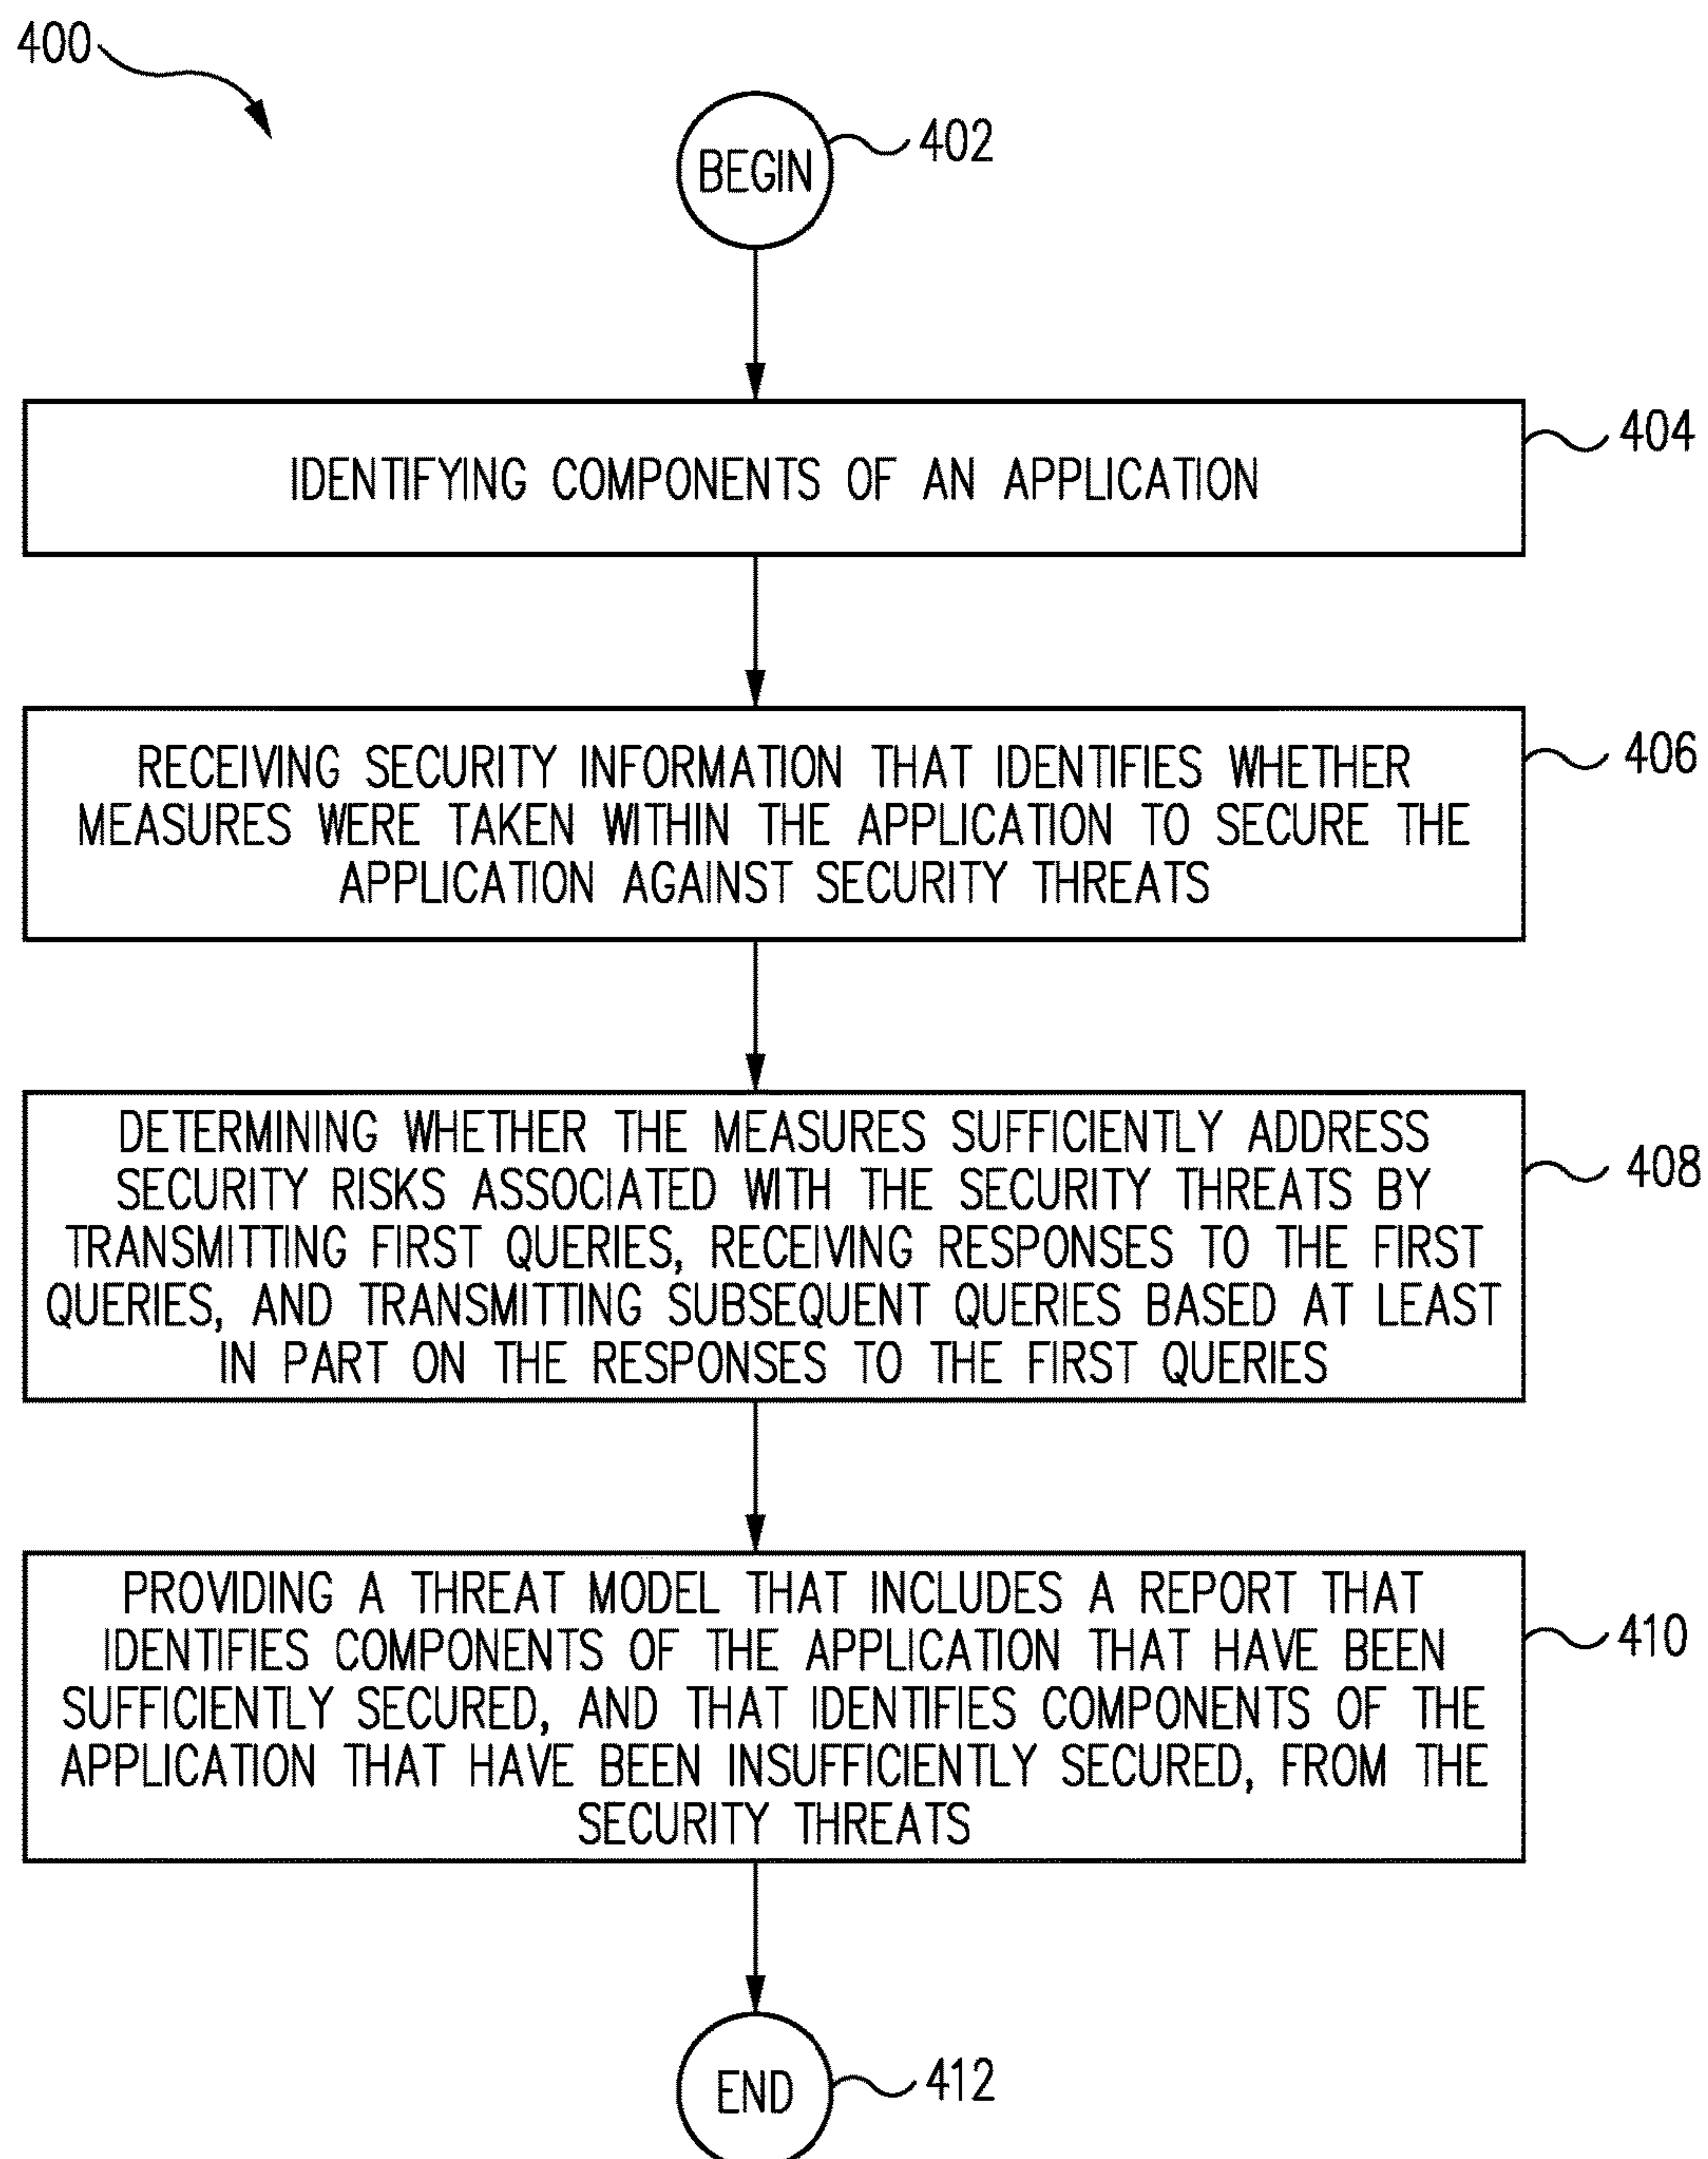 400
BEGIN
402
IDENTIFYING COMPONENTS OF AN APPLICATION
404
RECEIVING SECURITY INFORMATION THAT IDENTIFIES WHETHER
MEASURES WERE TAKEN WITHIN THE APPLICATION TO SECURE THE
APPLICATION AGAINST SECURITY THREATS
406
DETERMINING WHETHER THE MEASURES SUFFICIENTLY ADDRESS
SECURITY RISKS ASSOCIATED WITH THE SECURITY THREATS BY
TRANSMITTING FIRST QUERIES, RECEIVING RESPONSES TO THE FIRST
QUERIES, AND TRANSMITTING SUBSEQUENT QUERIES BASED AT LEAST
IN PART ON THE RESPONSES TO THE FIRST QUERIES
408
PROVIDING A THREAT MODEL THAT INCLUDES A REPORT THAT
IDENTIFIES COMPONENTS OF THE APPLICATION THAT HAVE BEEN
SUFFICIENTLY SECURED, AND THAT IDENTIFIES COMPONENTS OF THE
APPLICATION THAT HAVE BEEN INSUFFICIENTLY SECURED, FROM THE
SECURITY THREATS
410
END
412